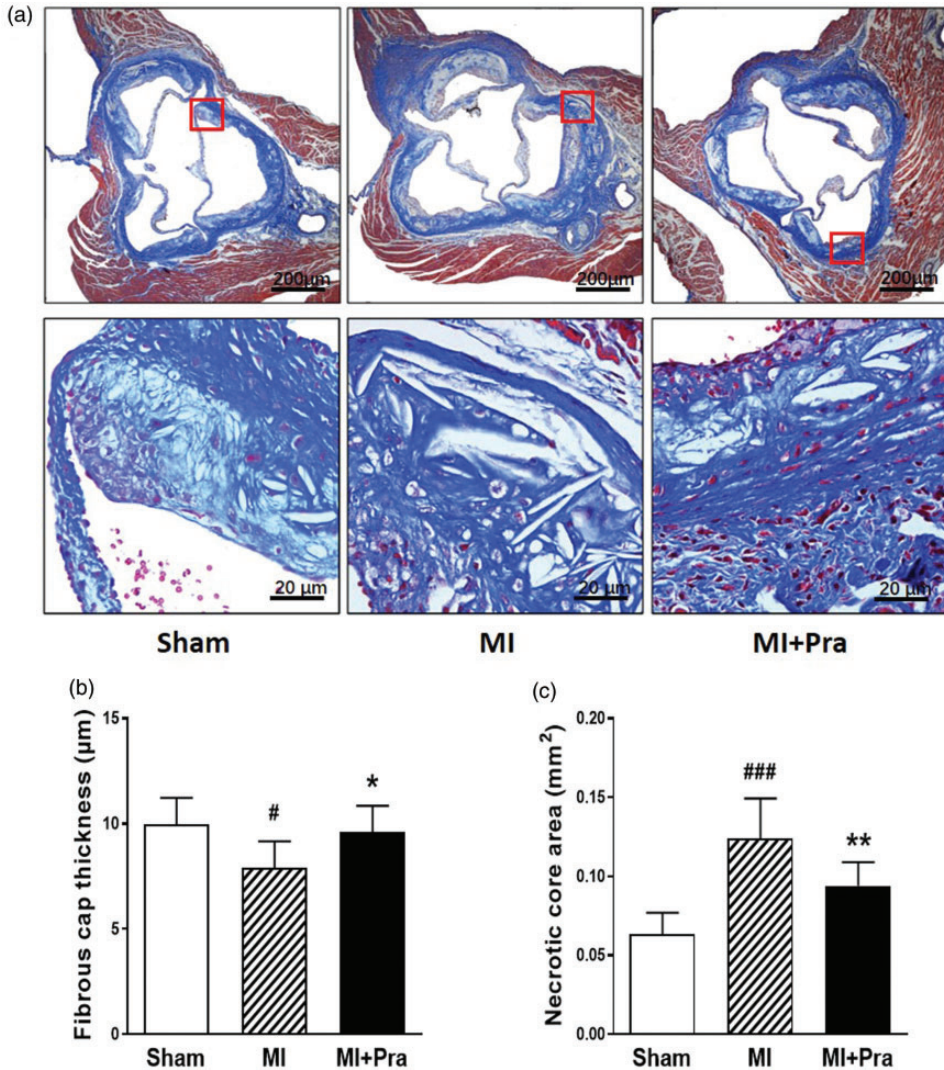 (a)
200μm 200μm 200μm
20 μm 20 μm 20 μm
Sham MI MI+Pra
(b)
Fibrous cap thickness (μm)
15
10
5
0
#
*
Sham MI MI+Pra
(c)
Necrotic core area (mm²)
0.20
0.15
0.10
0.05
0.00
###
**
Sham MI MI+Pra